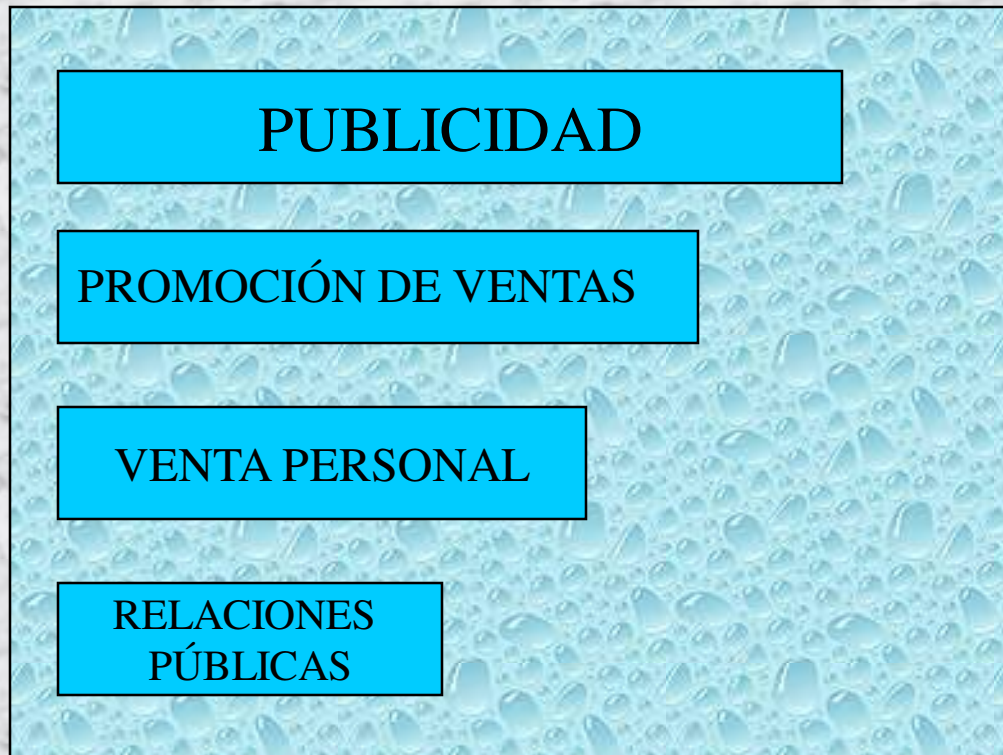 PUBLICIDAD
PROMOCIÓN DE VENTAS
VENTA PERSONAL
RELACIONES
PÚBLICAS